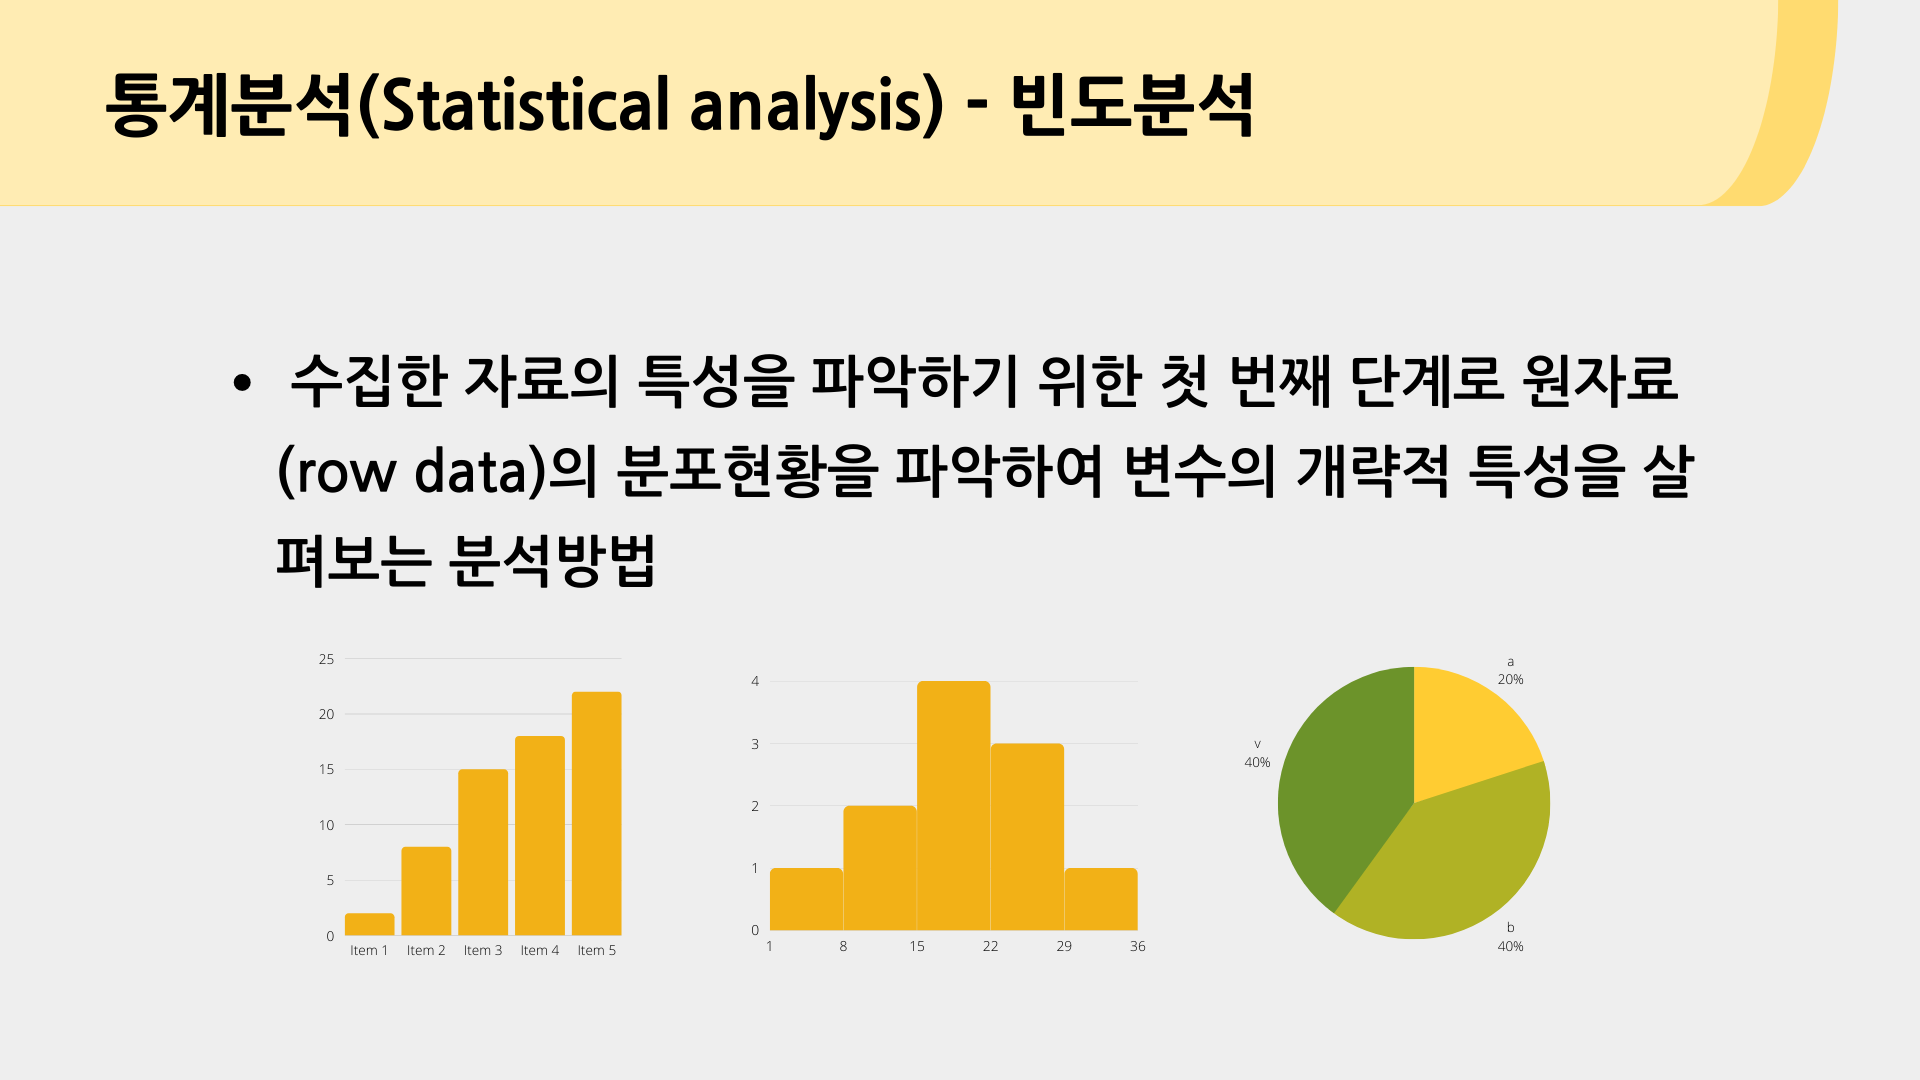 통계분석(Statistical analysis) - 빈도분석
• 수집한 자료의 특성을 파악하기 위한 첫 번째 단계로 원자료
(row data)의 분포현황을 파악하여 변수의 개략적 특성을 살
펴보는 분석방법
25
20
15
10
5
0
Item 1 Item 2 Item 3 Item 4 Item 5
4
3
2
1
0
1 8 15 22 29 36
a
20%
v
40%
b
40%